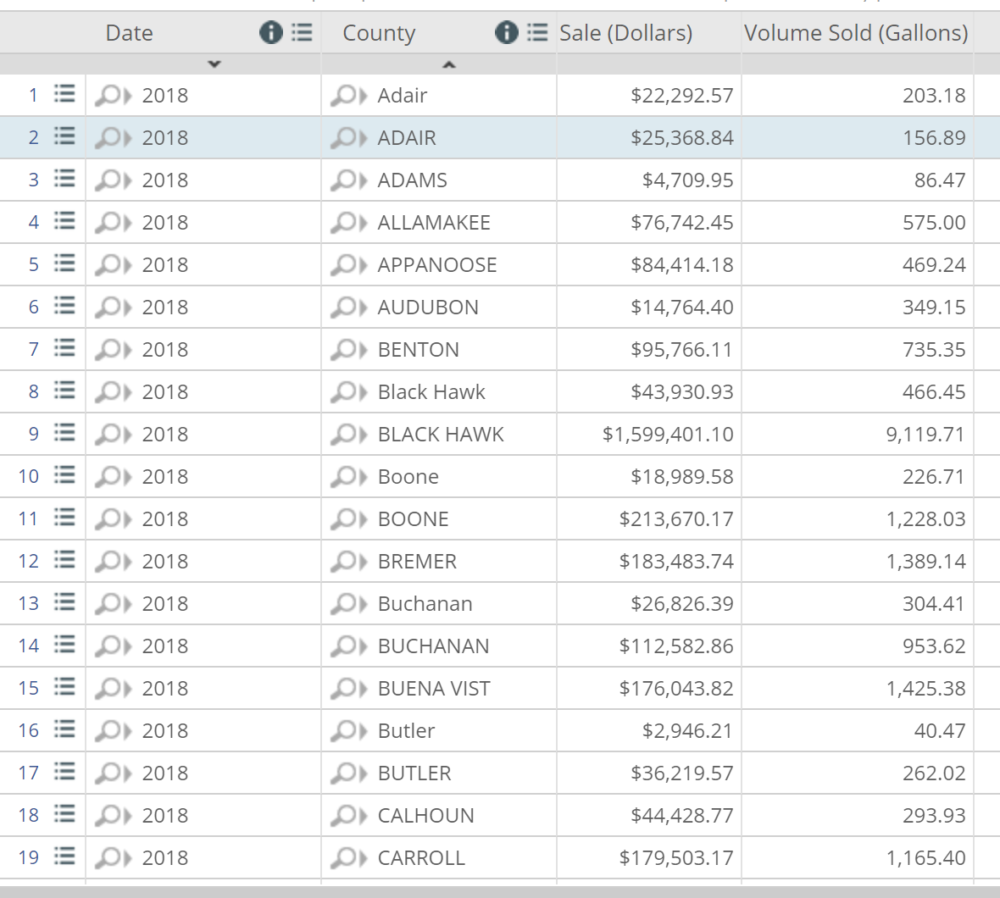 Date County Sale (Dollars) Volume Sold (Gallons)
1 2018 Adair $22,292.57 203.18
2 2018 ADAIR $25,368.84 156.89
3 2018 ADAMS $4,709.95 86.47
4 2018 ALLAMAKEE $76,742.45 575.00
5 2018 APPANOOSE $84,414.18 469.24
6 2018 AUDUBON $14,764.40 349.15
7 2018 BENTON $95,766.11 735.35
8 2018 Black Hawk $43,930.93 466.45
9 2018 BLACK HAWK $1,599,401.10 9,119.71
10 2018 Boone $18,989.58 226.71
11 2018 BOONE $213,670.17 1,228.03
12 2018 BREMER $183,483.74 1,389.14
13 2018 Buchanan $26,826.39 304.41
14 2018 BUCHANAN $112,582.86 953.62
15 2018 BUENA VIST $176,043.82 1,425.38
16 2018 Butler $2,946.21 40.47
17 2018 BUTLER $36,219.57 262.02
18 2018 CALHOUN $44,428.77 293.93
19 2018 CARROLL $179,503.17 1,165.40